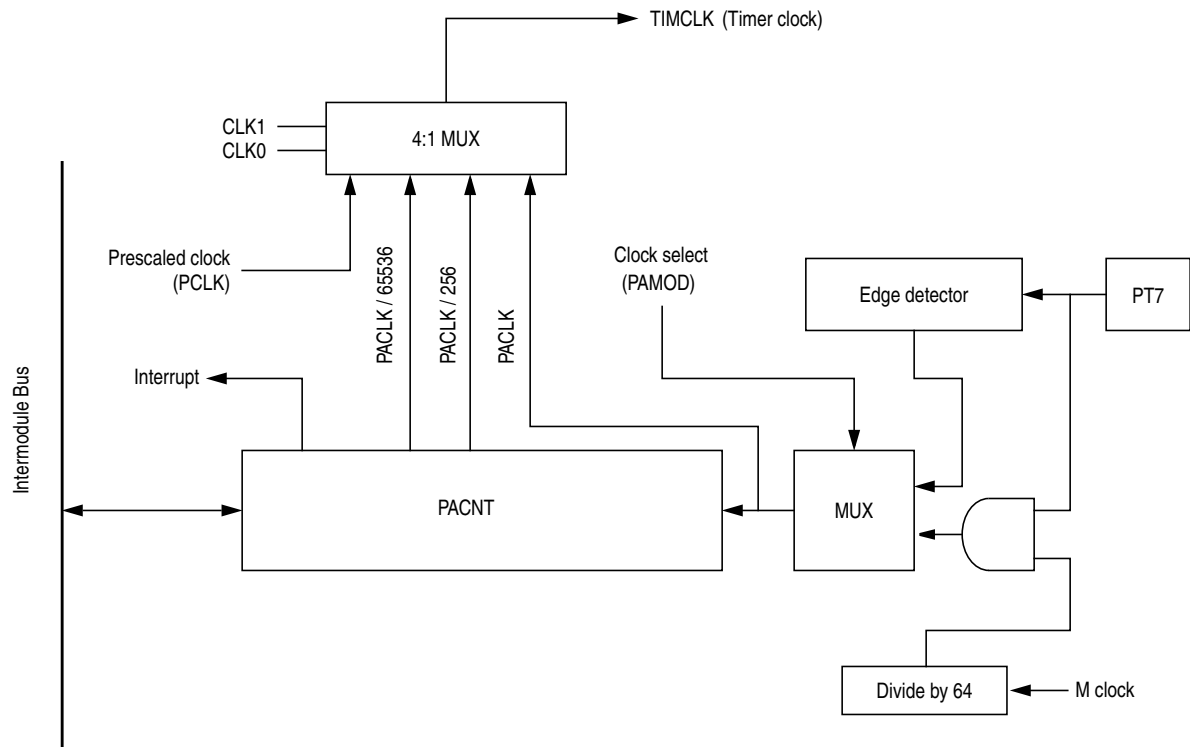 TIMCLK (Timer clock)
CLK1
CLK0
4:1 MUX
Prescaled clock
(PCLK)
PACLK / 65536
PACLK / 256
PACLK
Clock select
(PAMOD)
Edge detector
PT7
Interrupt
Intermodule Bus
PACNT
MUX
Divide by 64
M clock